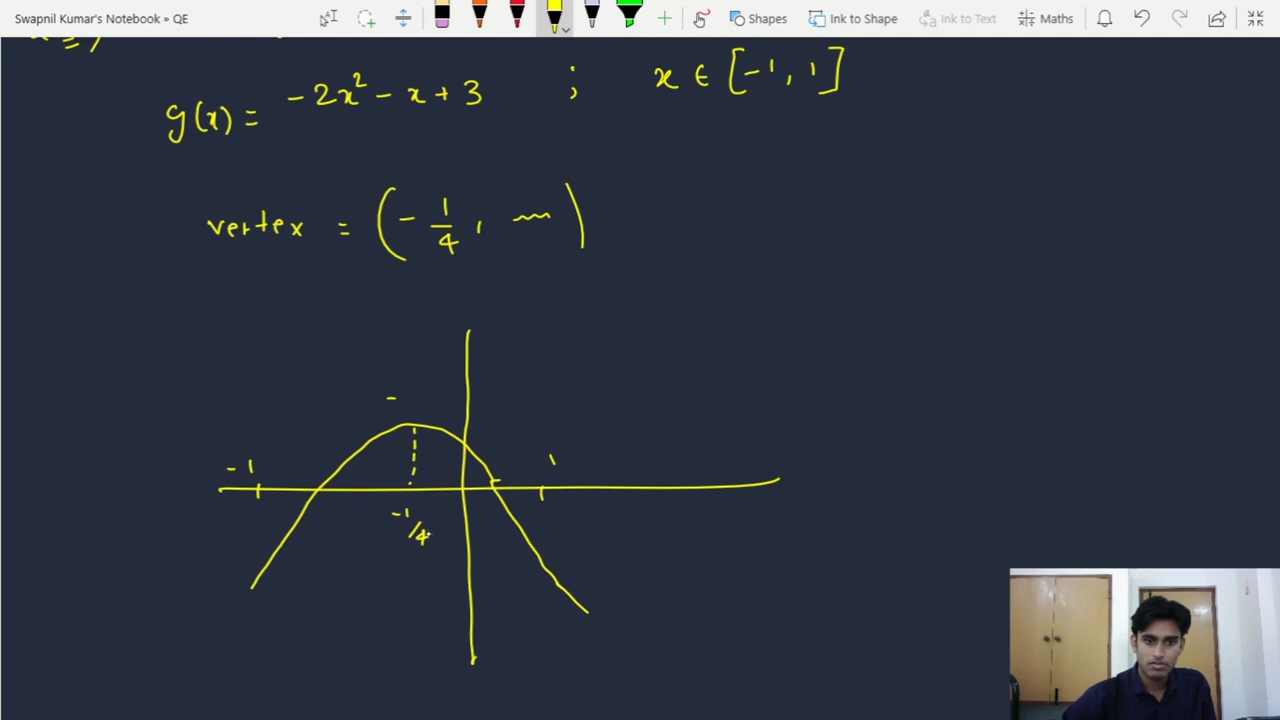 Swapnil Kumar's Notebook » QE
Shapes
Ink to Shape
Ink to Text
Maths
g(x) = -2x² - x + 3 ; x ∈ [-1, 1]
vertex = (-1/4, ~~)
-1
1
-1/4